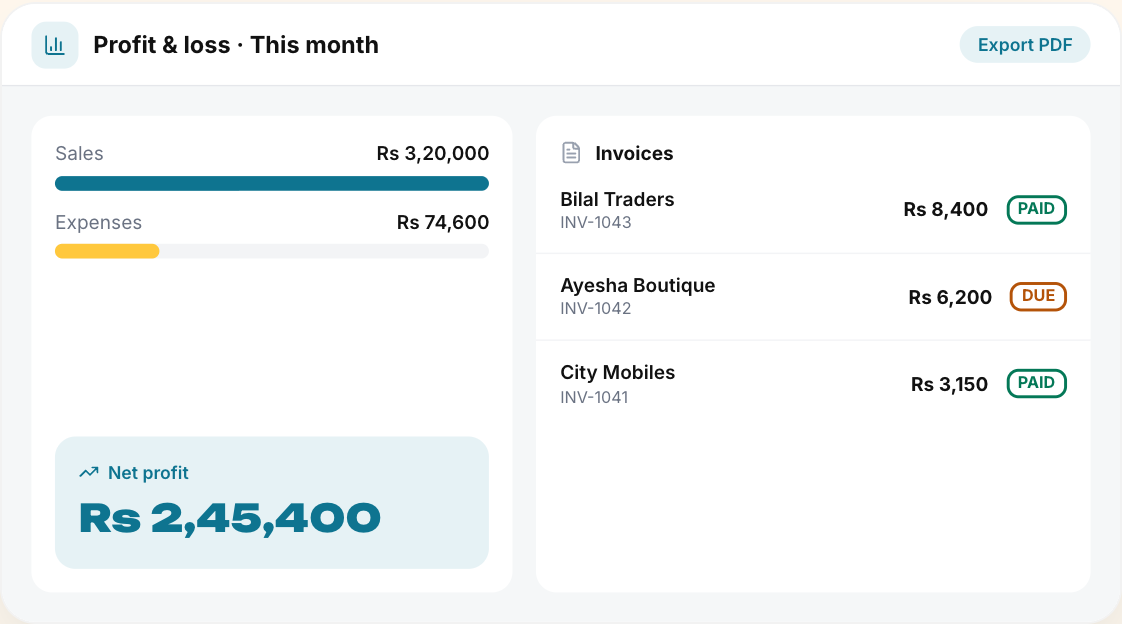 Profit & loss · This month
Export PDF
Sales Rs 3,20,000
Expenses Rs 74,600
Net profit
Rs 2,45,400
Invoices
Bilal Traders
INV-1043
Rs 8,400 PAID
Ayesha Boutique
INV-1042
Rs 6,200 DUE
City Mobiles
INV-1041
Rs 3,150 PAID